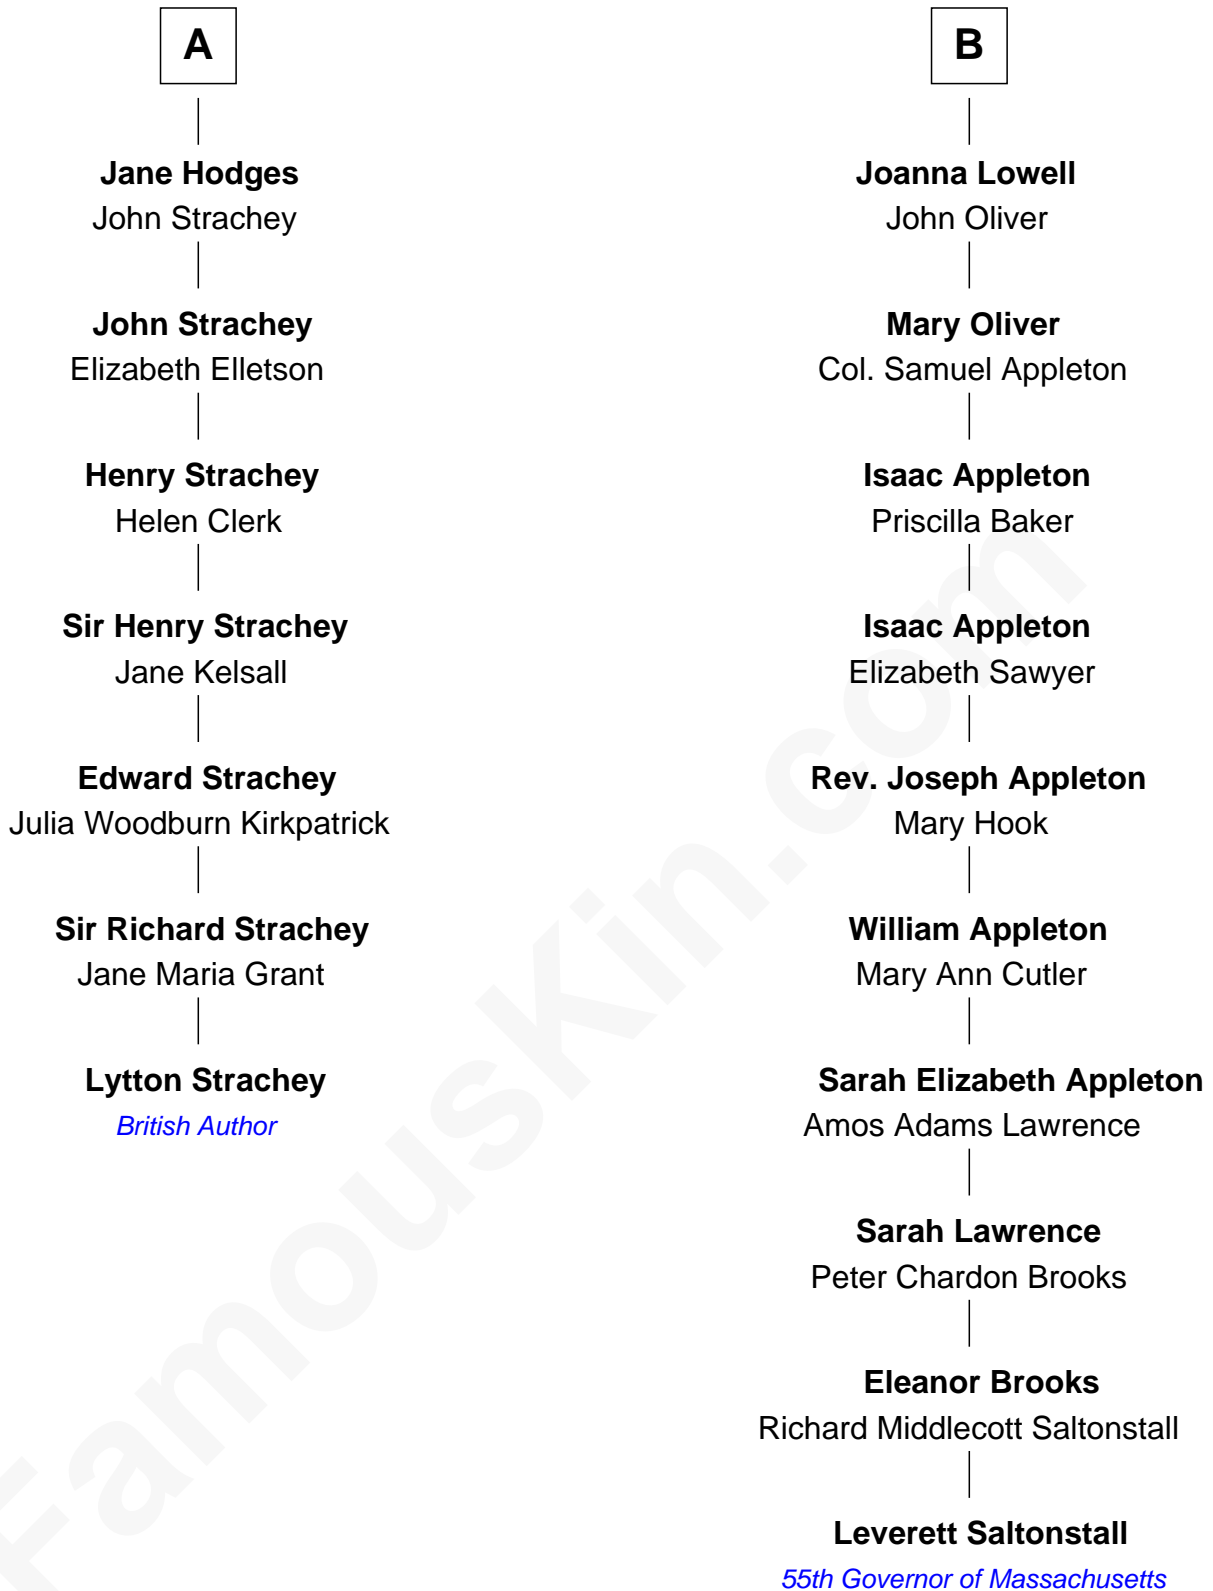 A
Jane Hodges
John Strachey
John Strachey
Elizabeth Elletson
Henry Strachey
Helen Clerk
Sir Henry Strachey
Jane Kelsall
Edward Strachey
Julia Woodburn Kirkpatrick
Sir Richard Strachey
Jane Maria Grant
Lytton Strachey
British Author
B
Joanna Lowell
John Oliver
Mary Oliver
Col. Samuel Appleton
Isaac Appleton
Priscilla Baker
Isaac Appleton
Elizabeth Sawyer
Rev. Joseph Appleton
Mary Hook
William Appleton
Mary Ann Cutler
Sarah Elizabeth Appleton
Amos Adams Lawrence
Sarah Lawrence
Peter Chardon Brooks
Eleanor Brooks
Richard Middlecott Saltonstall
Leverett Saltonstall
55th Governor of Massachusetts
FamousKin.com